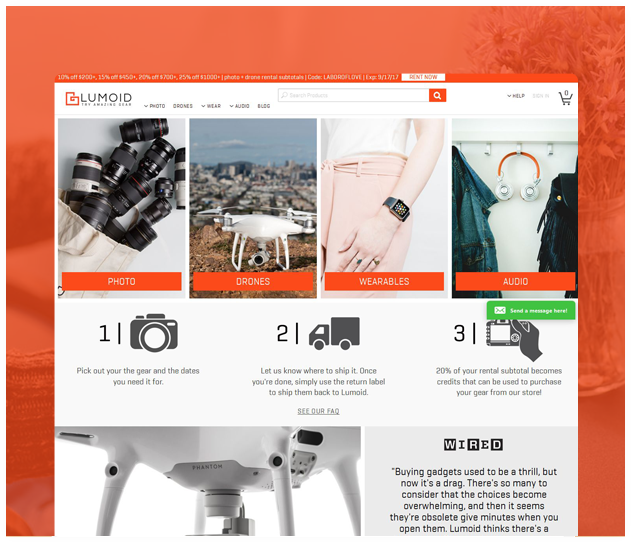 10% off $200+, 15% off $450+, 20% off $700+, 25% off $1000+ | photo + drone rental subtotals | Code: LABOROFLOVE | Exp: 9/17/17 RENT NOW
LUMOID
TRY AMAZING GEAR
Search Products
PHOTO DRONES WEAR AUDIO BLOG
HELP SIGN IN 0
PHOTO DRONES WEARABLES AUDIO
Send a message here!
1 | 2 | 3 |
Pick out your the gear and the dates
you need it for.
Let us know where to ship it. Once
you're done, simply use the return label
to ship them back to Lumoid.
SEE OUR FAQ
20% of your rental subtotal becomes
credits that can be used to purchase
your gear from our store!
PHANTOM
WIRED
"Buying gadgets used to be a thrill, but
now it's a drag. There's so many to
consider that the choices become
overwhelming, and then it seems
they're obsolete give minutes when you
open them. Lumoid thinks there's a